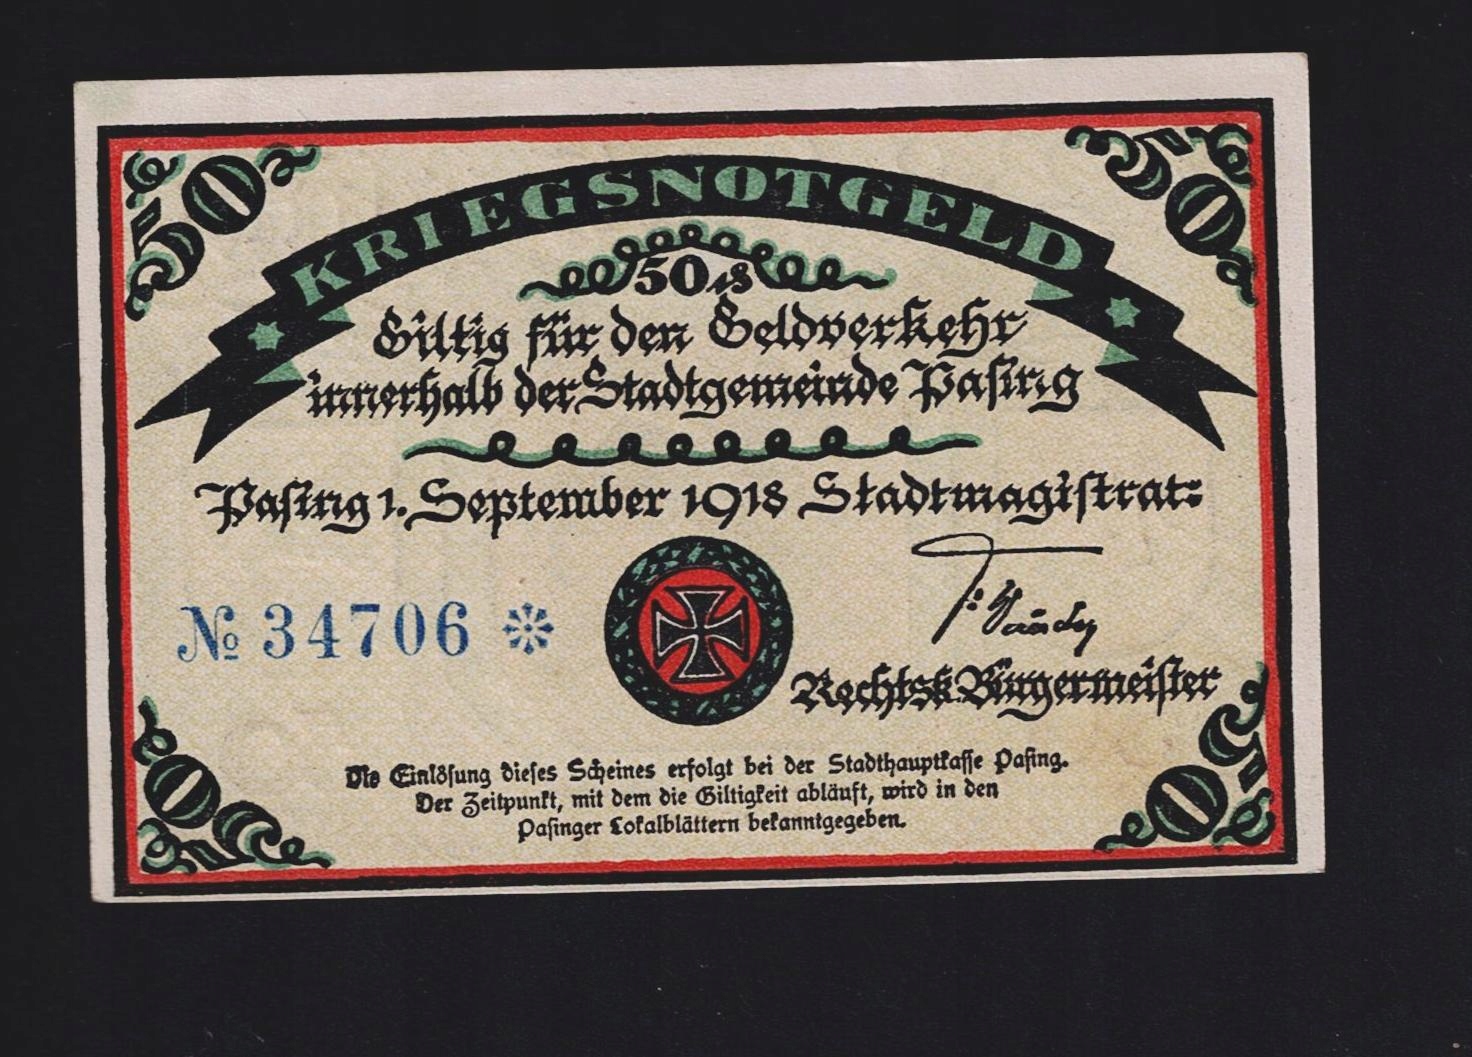 50
50
KRIEGSNOTGELD
50 ₰
Giltig für den Geldverkehr
innerhalb der Stadtgemeinde Pasing
Pasing 1. September 1918 Stadtmagistrat:
№ 34706
Rechtsk. Bürgermeister
Die Einlösung dieses Scheines erfolgt bei der Stadthauptkasse Pasing.
Der Zeitpunkt, mit dem die Giltigkeit abläuft, wird in den
Pasinger Lokalblättern bekanntgegeben.
50
50